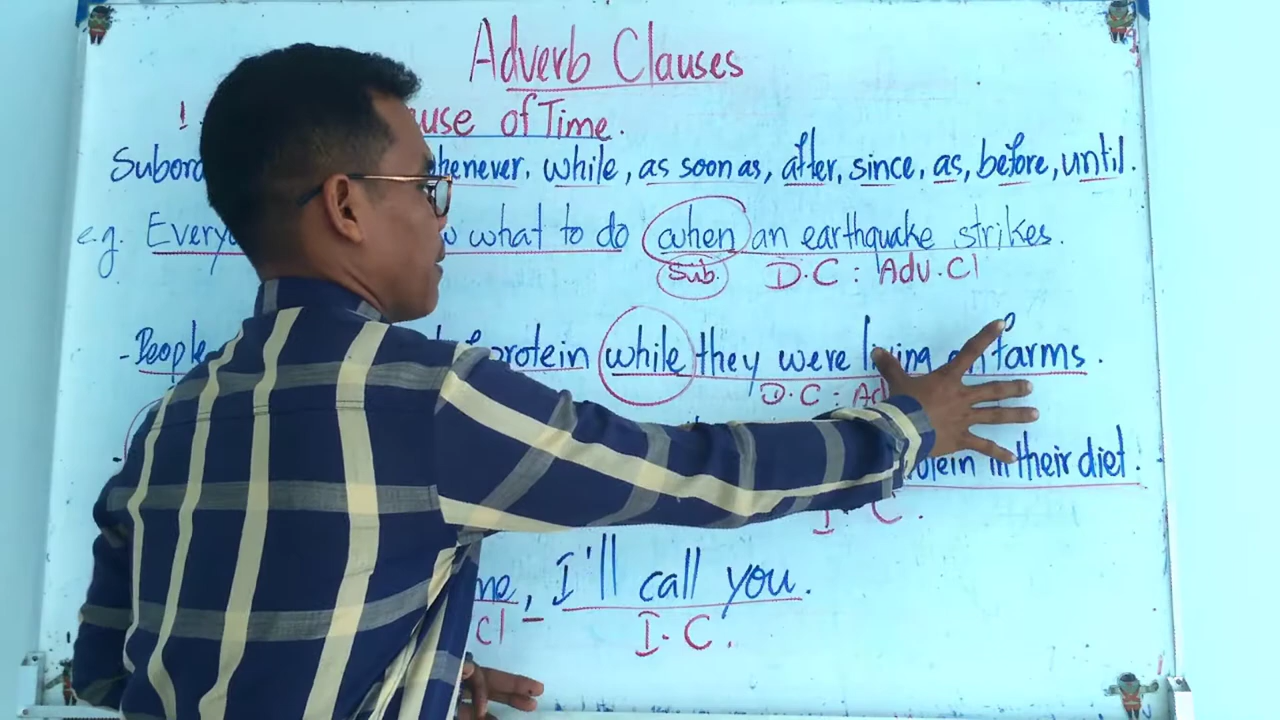 Adverb Clauses
1. use of Time.
Subord henever, while, as soon as, after, since, as, before, until.
e.g. Every what to do when an earthquake strikes.
Sub. D.C : Adv.Cl
- People protein while they were living on farms.
D.C : Ad
otein in their diet.
I.C.
me, I'll call you.
Cl I.C.